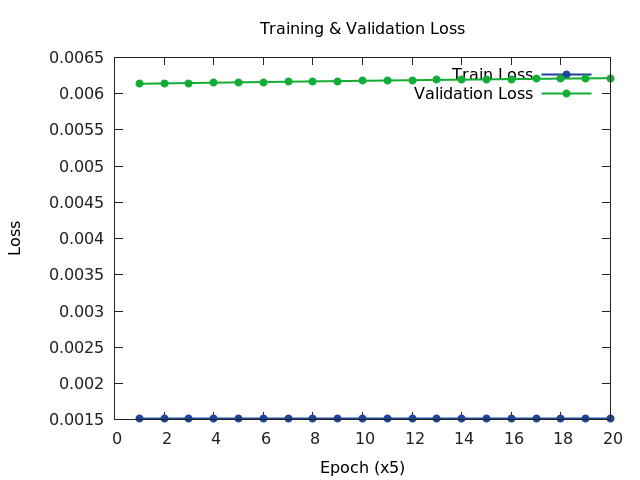 Training & Validation Loss
0.0065
0.006
0.0055
0.005
0.0045
0.004
0.0035
0.003
0.0025
0.002
0.0015
Loss
Train Loss
Validation Loss
0 2 4 6 8 10 12 14 16 18 20
Epoch (x5)